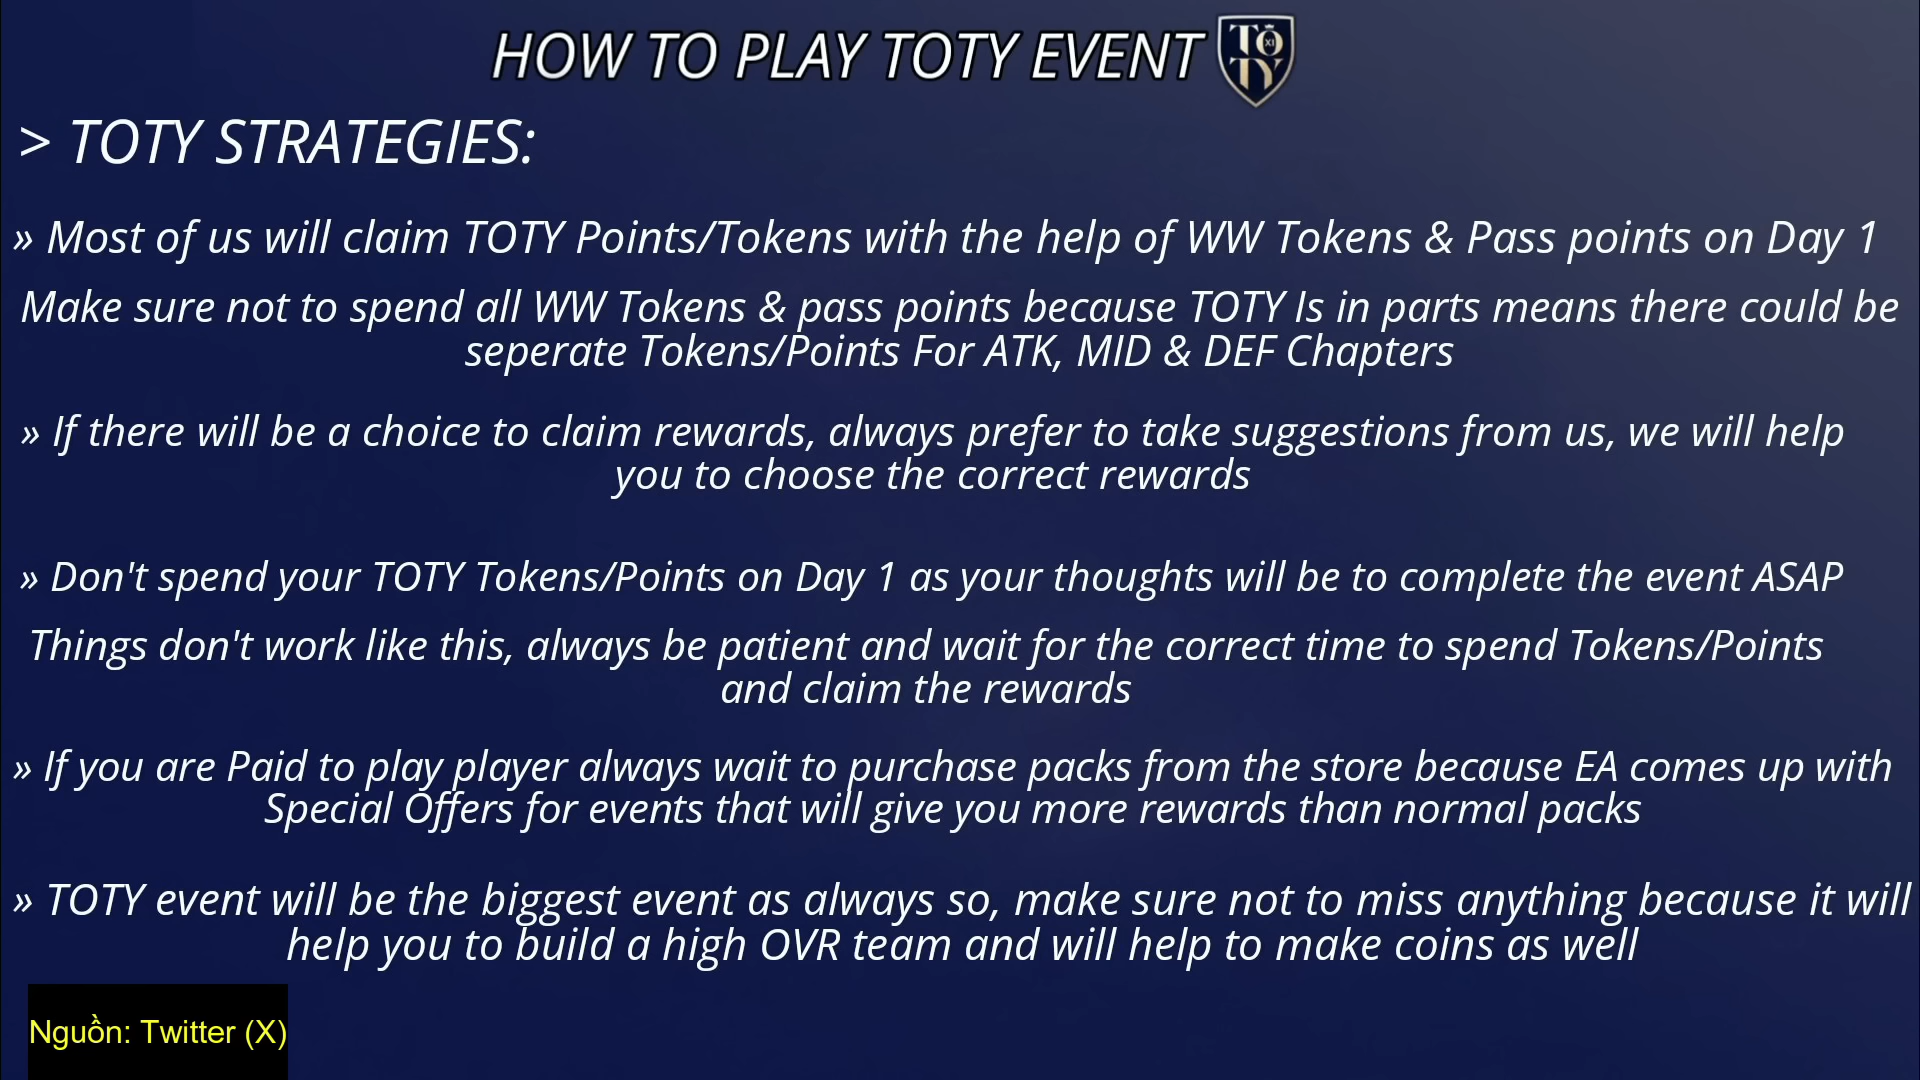 HOW TO PLAY TOTY EVENT
TO
XI
TY
> TOTY STRATEGIES:
» Most of us will claim TOTY Points/Tokens with the help of WW Tokens & Pass points on Day 1
Make sure not to spend all WW Tokens & pass points because TOTY Is in parts means there could be
seperate Tokens/Points For ATK, MID & DEF Chapters
» If there will be a choice to claim rewards, always prefer to take suggestions from us, we will help
you to choose the correct rewards
» Don't spend your TOTY Tokens/Points on Day 1 as your thoughts will be to complete the event ASAP
Things don't work like this, always be patient and wait for the correct time to spend Tokens/Points
and claim the rewards
» If you are Paid to play player always wait to purchase packs from the store because EA comes up with
Special Offers for events that will give you more rewards than normal packs
» TOTY event will be the biggest event as always so, make sure not to miss anything because it will
help you to build a high OVR team and will help to make coins as well
Nguồn: Twitter (X)